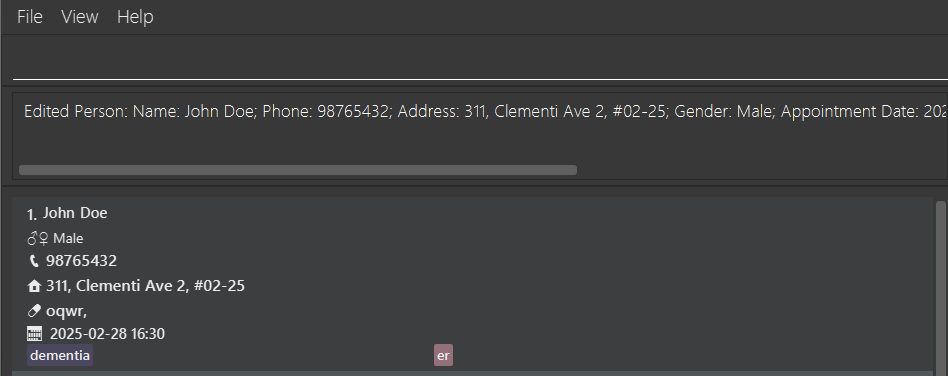 File View Help
Edited Person: Name: John Doe; Phone: 98765432; Address: 311, Clementi Ave 2, #02-25; Gender: Male; Appointment Date: 202
1. John Doe
Male
98765432
311, Clementi Ave 2, #02-25
oqwr,
2025-02-28 16:30
dementia er